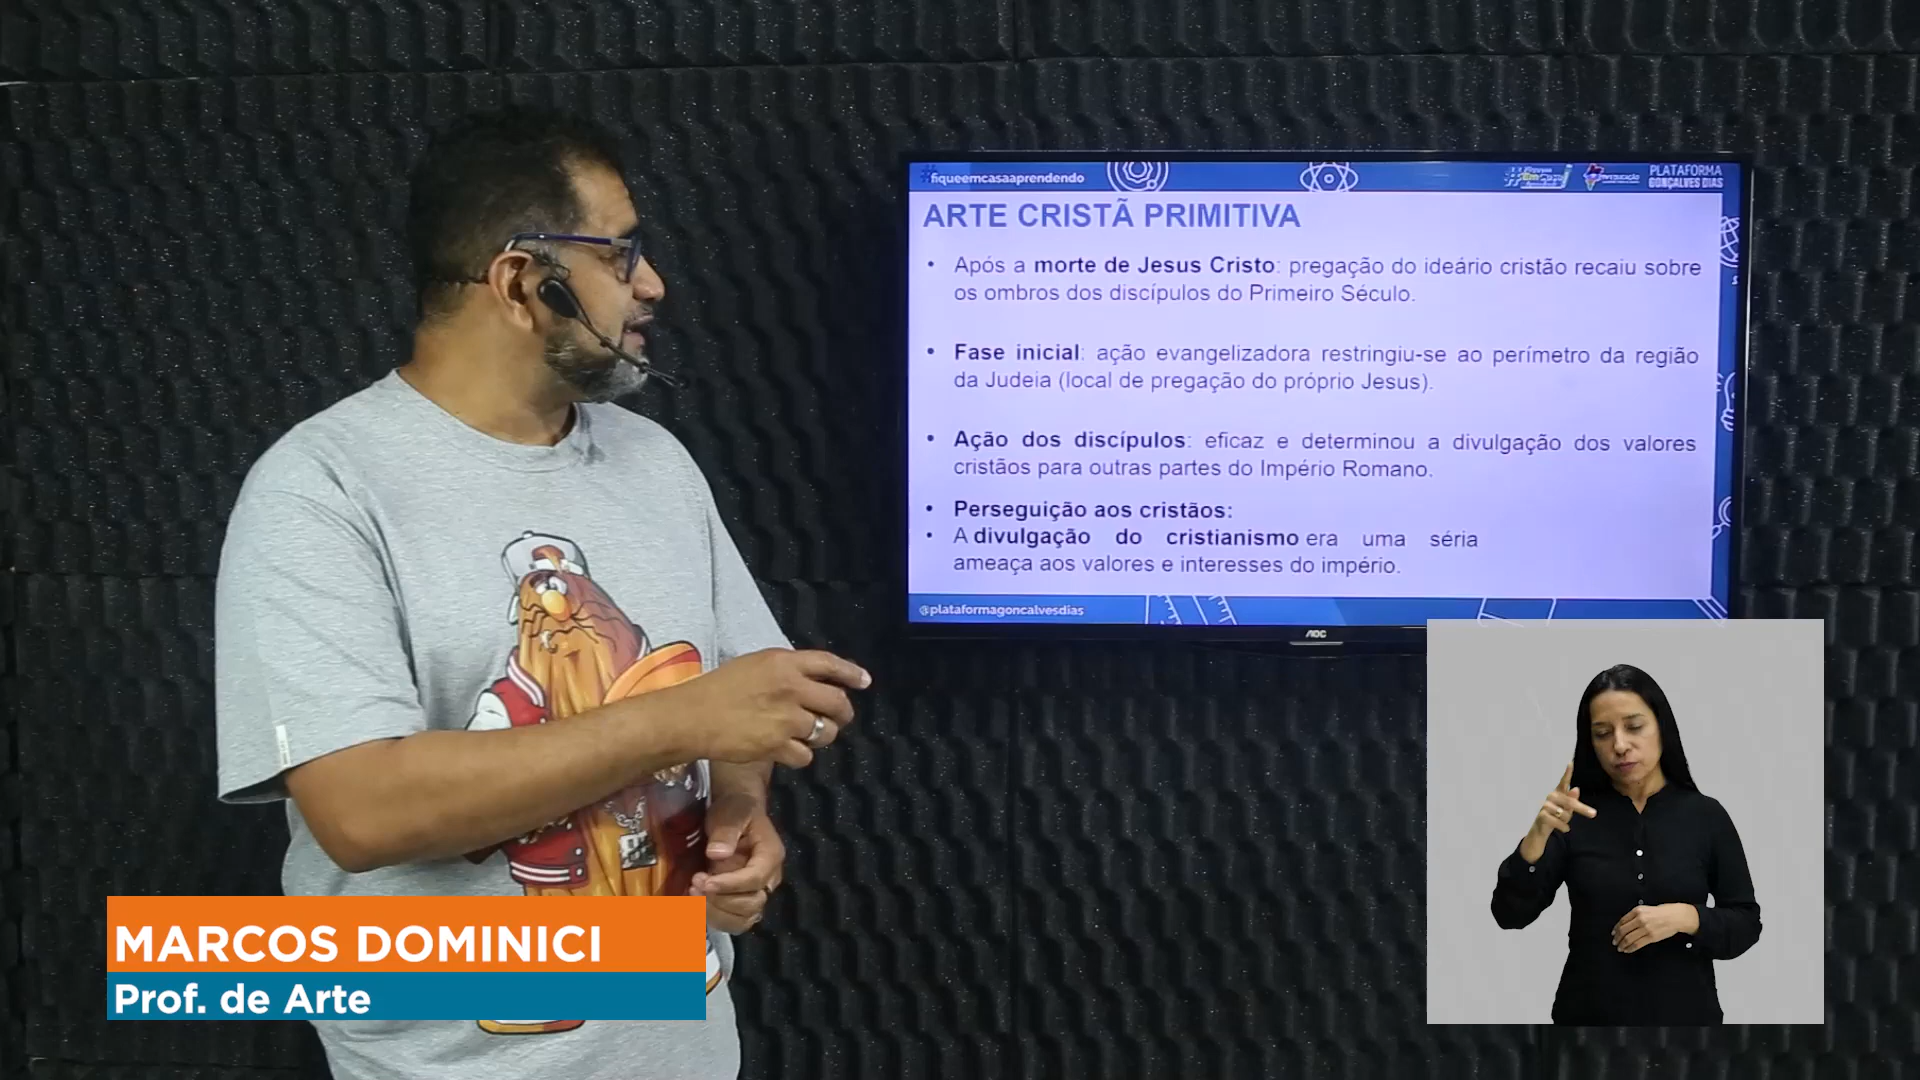 #fiqueemcasaaprendendo
PLATAFORMA
GONÇALVES DIAS
ARTE CRISTÃ PRIMITIVA
• Após a morte de Jesus Cristo: pregação do ideário cristão recaiu sobre
os ombros dos discípulos do Primeiro Século.
• Fase inicial: ação evangelizadora restringiu-se ao perímetro da região
da Judeia (local de pregação do próprio Jesus).
• Ação dos discípulos: eficaz e determinou a divulgação dos valores
cristãos para outras partes do Império Romano.
• Perseguição aos cristãos:
• A divulgação do cristianismo era uma séria
ameaça aos valores e interesses do império.
@plataformagoncalvesdias
AOC
MARCOS DOMINICI
Prof. de Arte